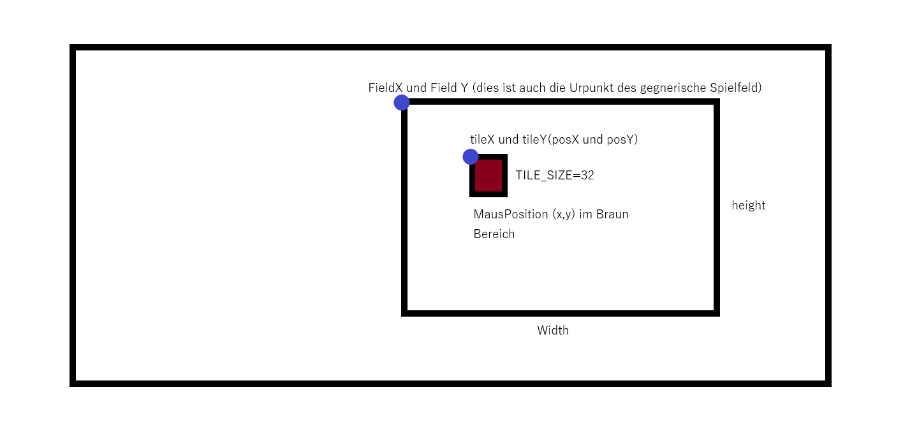 FieldX und Field Y (dies ist auch die Urpunkt des gegnerische Spielfeld)
tileX und tileY(posX und posY)
TILE_SIZE=32
height
MausPosition (x,y) im Braun
Bereich
Width